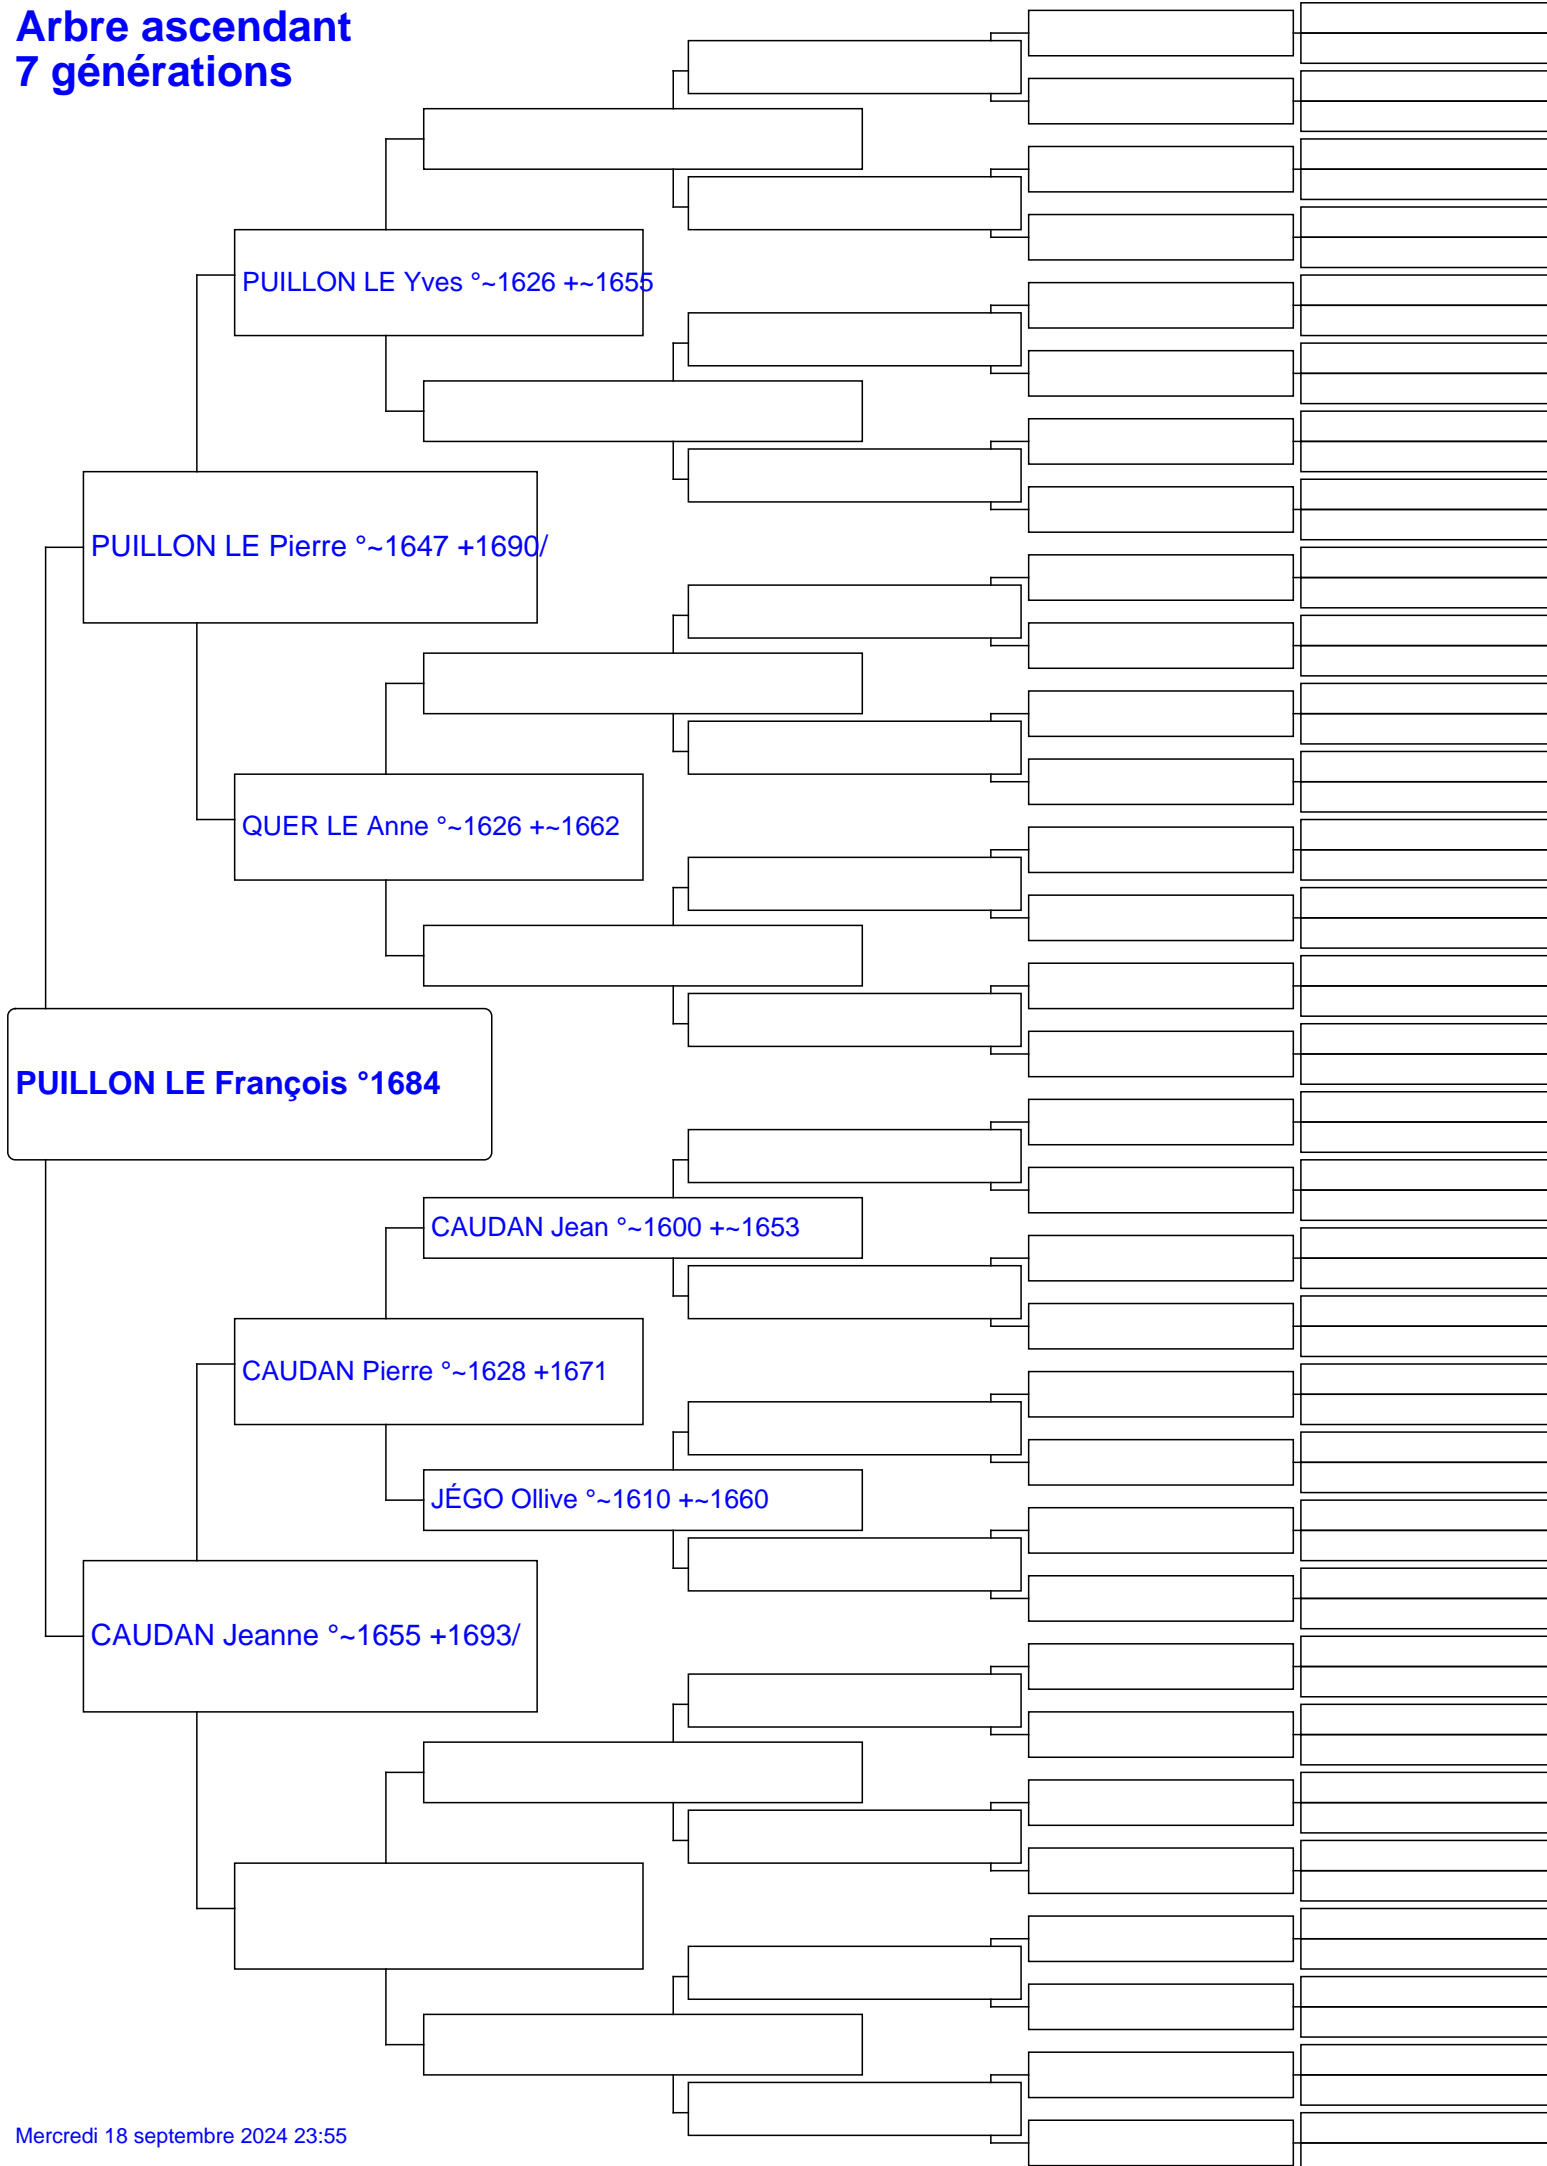 Arbre ascendant
7 générations
PUILLON LE Yves °~1626 +~1655
PUILLON LE Pierre °~1647 +1690/
QUER LE Anne °~1626 +~1662
PUILLON LE François °1684
CAUDAN Jean °~1600 +~1653
CAUDAN Pierre °~1628 +1671
JÉGO Ollive °~1610 +~1660
CAUDAN Jeanne °~1655 +1693/
Mercredi 18 septembre 2024 23:55